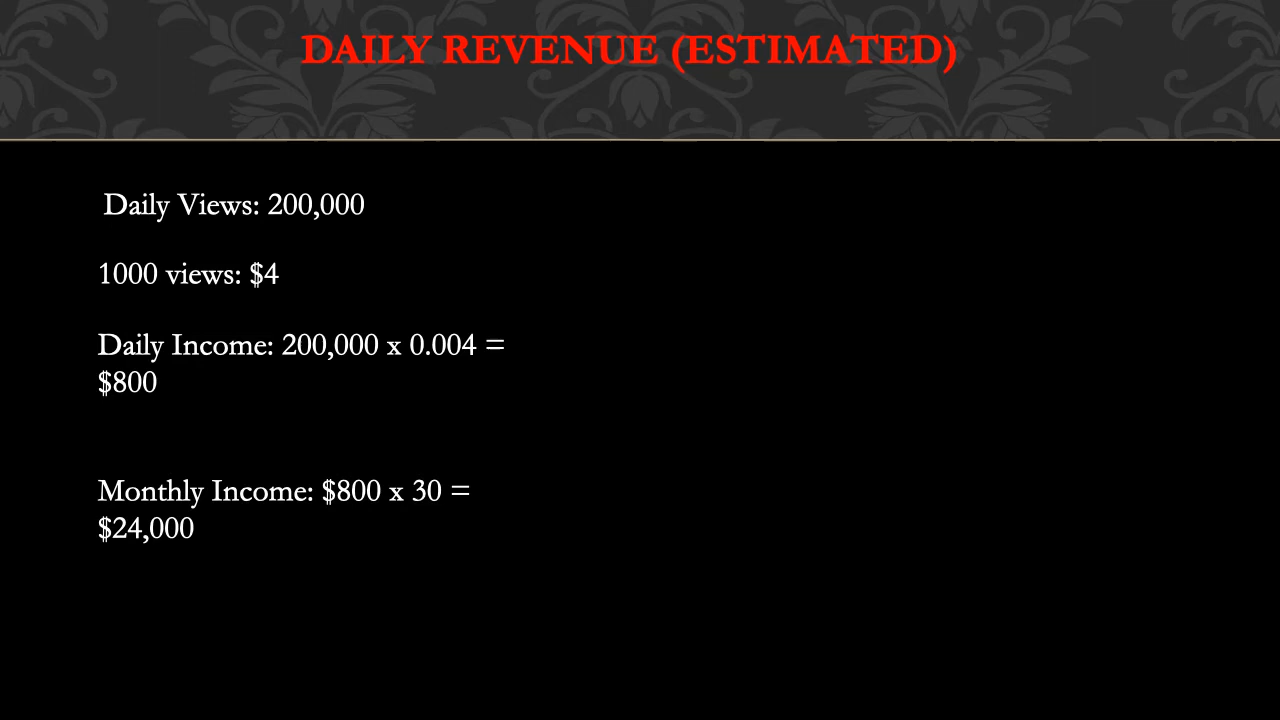 DAILY REVENUE (ESTIMATED)
Daily Views: 200,000
1000 views: $4
Daily Income: 200,000 x 0.004 =
$800
Monthly Income: $800 x 30 =
$24,000